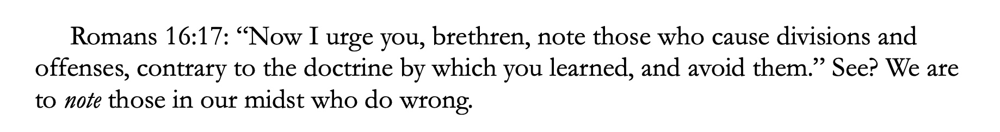 Romans 16:17: “Now I urge you, brethren, note those who cause divisions and
offenses, contrary to the doctrine by which you learned, and avoid them.” See? We are
to note those in our midst who do wrong.